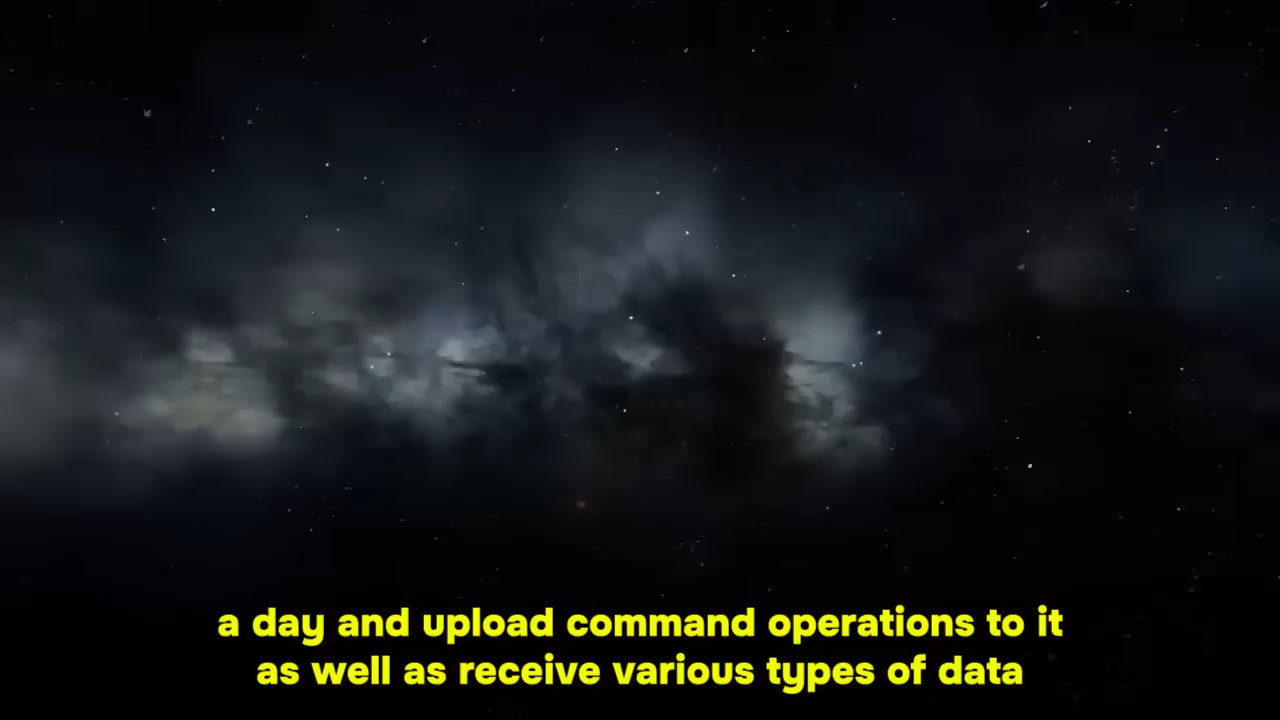 a day and upload command operations to it
as well as receive various types of data